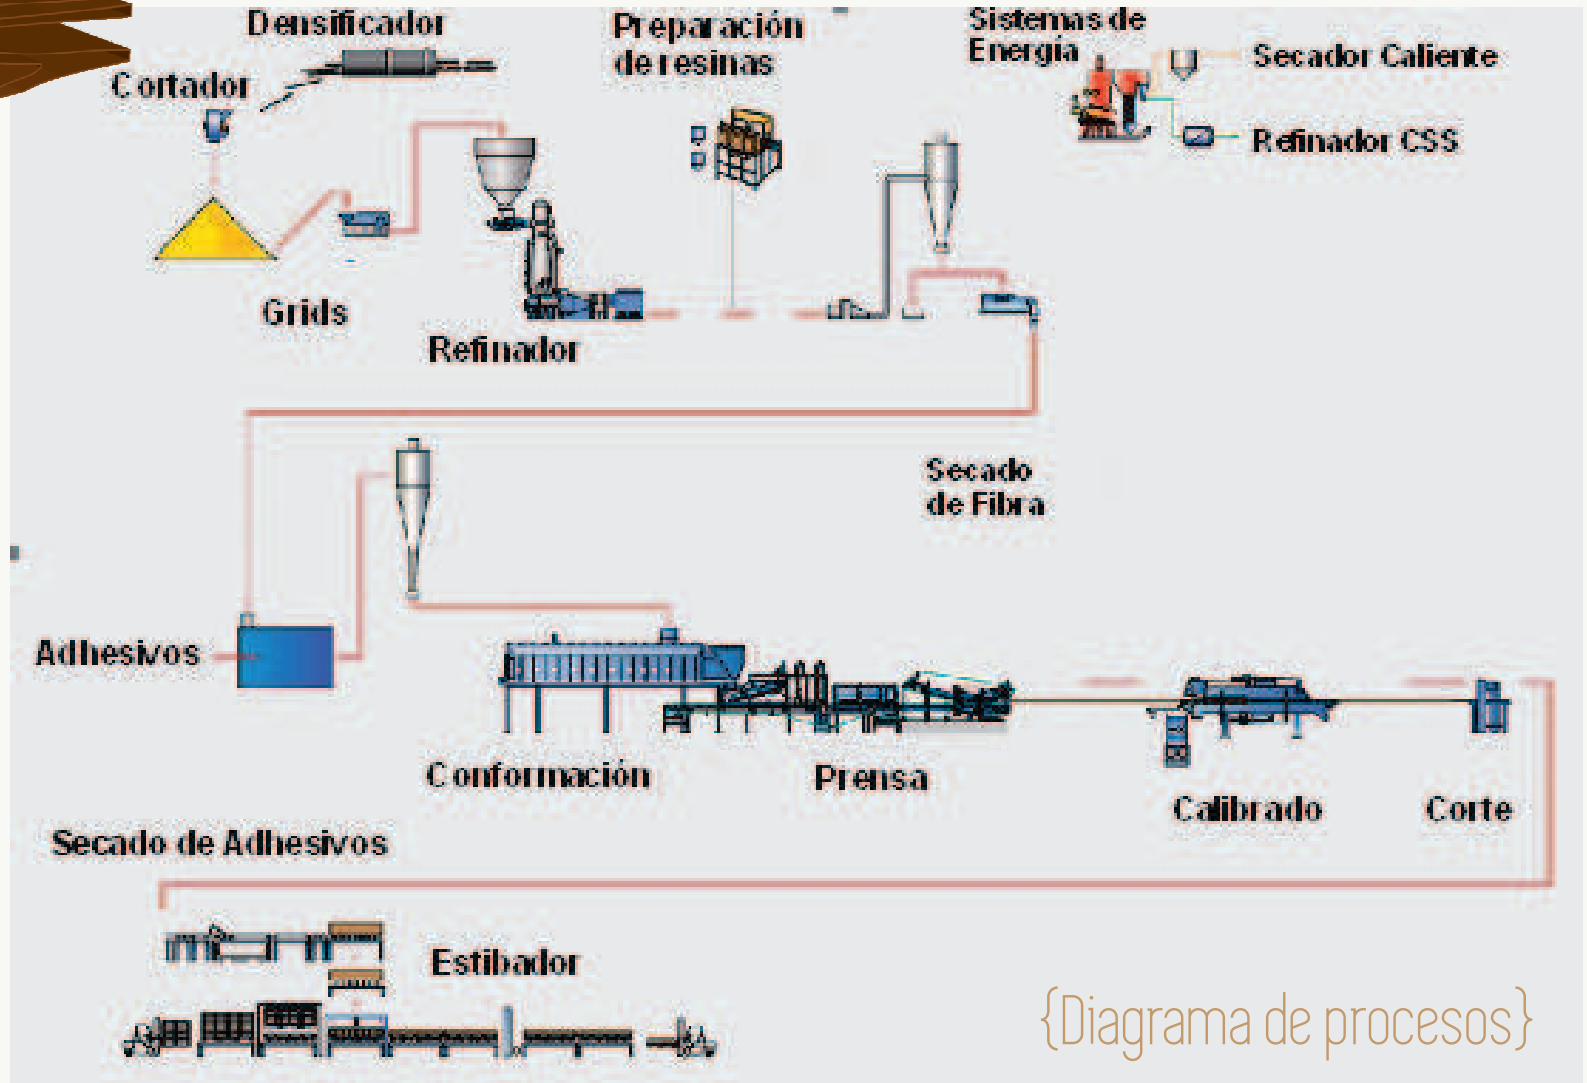 Densificador
Preparación
de resinas
Sistemas de
Energía
Secador Caliente
Cortador
Refinador CSS
Grids
Refinador
Secado
de Fibra
Adhesivos
Conformación
Prensa
Calibrado
Corte
Secado de Adhesivos
Estibador
{Diagrama de procesos}